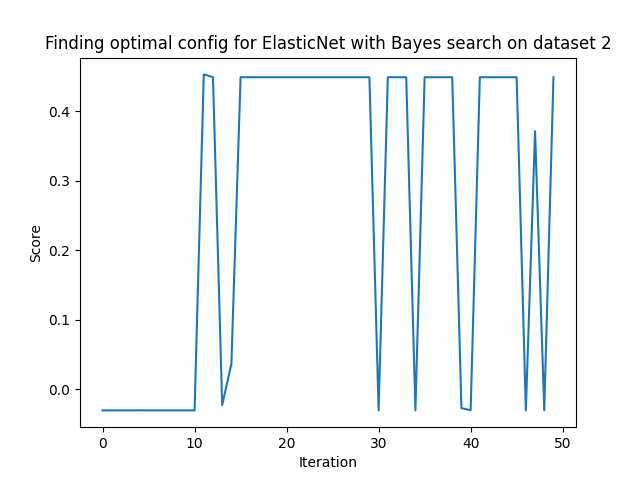 Finding optimal config for ElasticNet with Bayes search on dataset 2
0.4
0.3
0.2
0.1
0.0
Score
0 10 20 30 40 50
Iteration